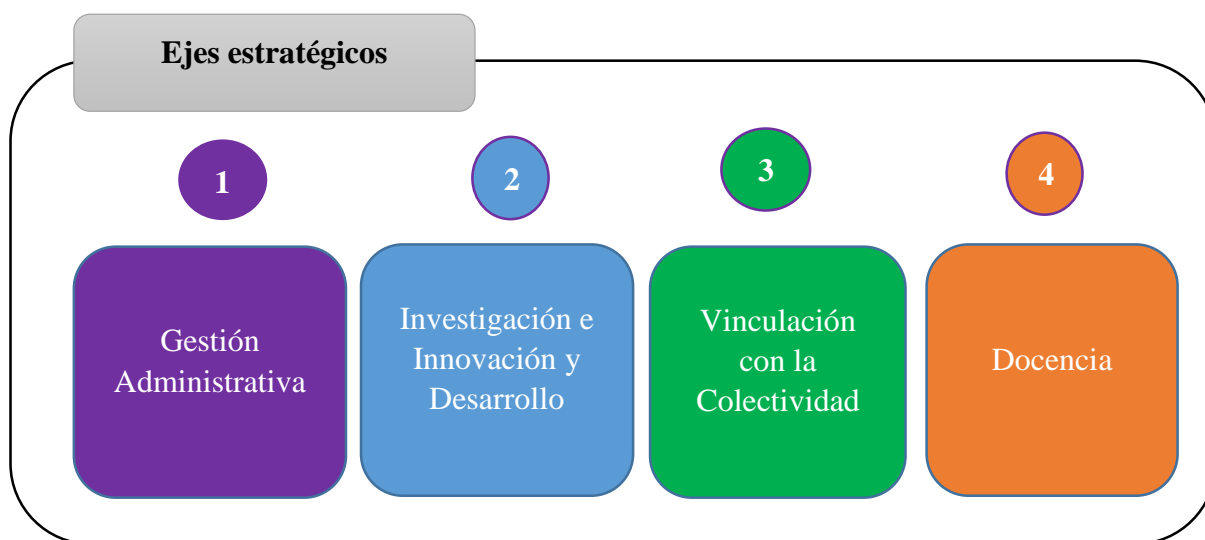 Ejes estratégicos
1
2
3
4
Gestión
Administrativa
Investigación e
Innovación y
Desarrollo
Vinculación
con la
Colectividad
Docencia